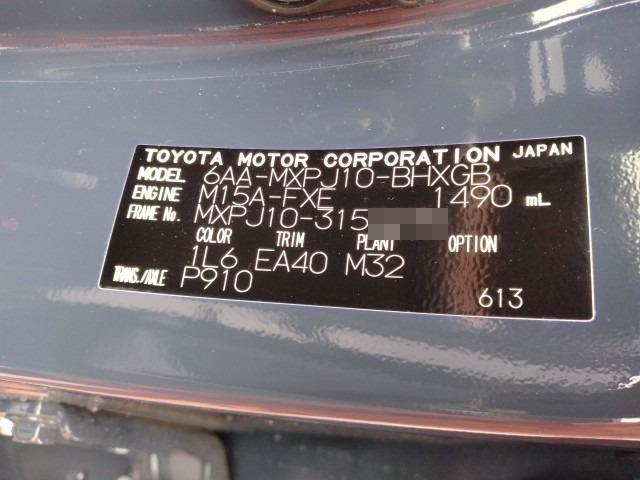 TOYOTA MOTOR CORPORATION JAPAN
MODEL 6AA-MXPJ10-BHXGB
ENGINE M15A-FXE 1490 mL
FRAME No. MXPJ10-315
COLOR TRIM PLANT OPTION
1L6 EA40 M32
TRANS./AXLE P910
613